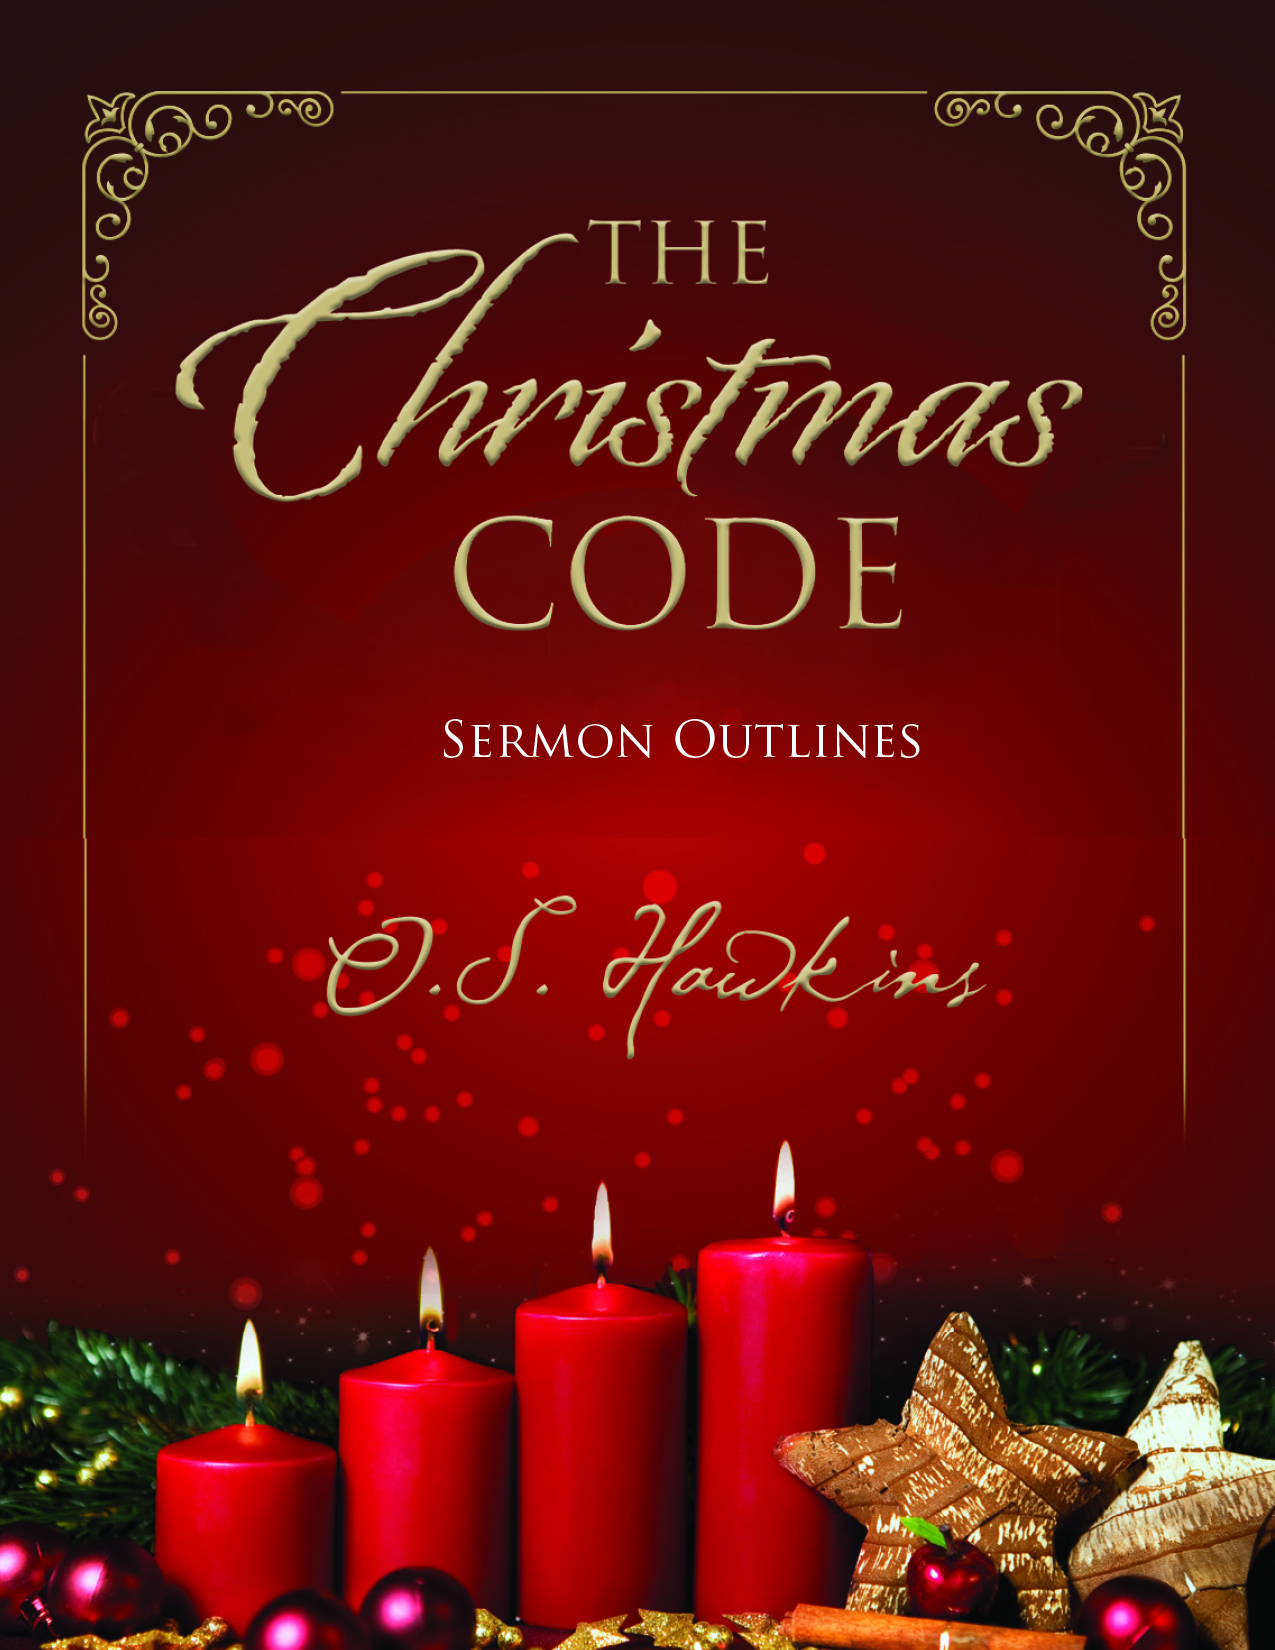 THE
Christmas
CODE
SERMON OUTLINES
O.S. Hawkins